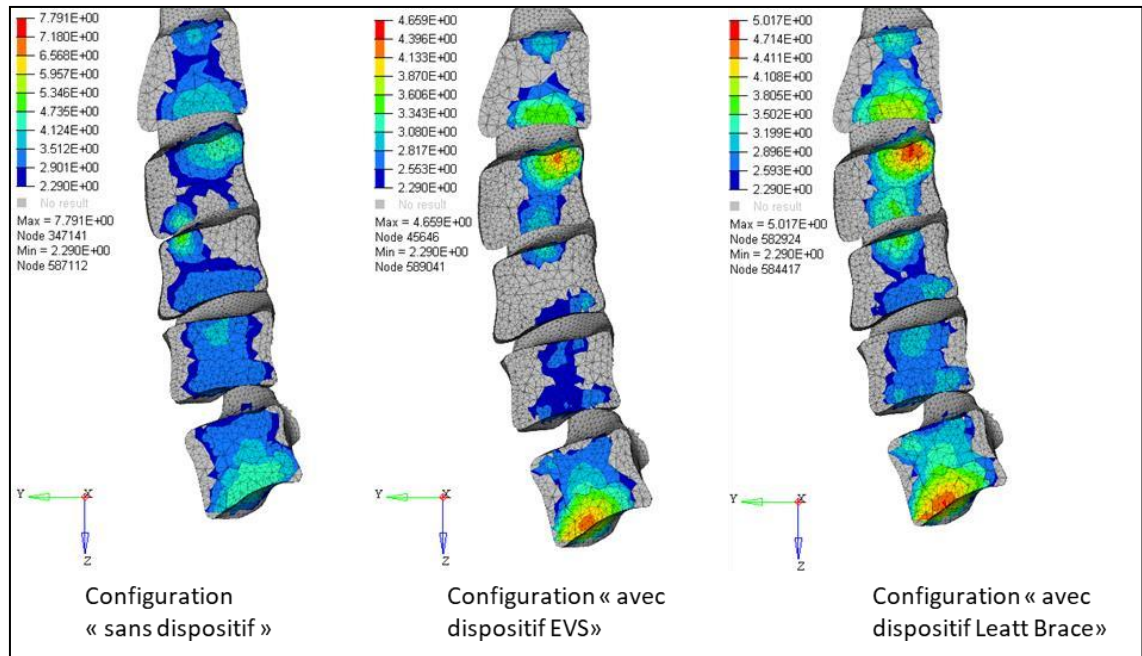 7.791E+00
7.180E+00
6.568E+00
5.957E+00
5.346E+00
4.735E+00
4.124E+00
3.512E+00
2.901E+00
2.290E+00
No result
Max = 7.791E+00
Node 347141
Min = 2.290E+00
Node 587112
Y
X
Z
Configuration
« sans dispositif »
4.659E+00
4.396E+00
4.133E+00
3.870E+00
3.606E+00
3.343E+00
3.080E+00
2.817E+00
2.553E+00
2.290E+00
No result
Max = 4.659E+00
Node 45646
Min = 2.290E+00
Node 589041
Y
X
Z
Configuration « avec
dispositif EVS»
5.017E+00
4.714E+00
4.411E+00
4.108E+00
3.805E+00
3.502E+00
3.199E+00
2.896E+00
2.593E+00
2.290E+00
No result
Max = 5.017E+00
Node 582924
Min = 2.290E+00
Node 584417
Y
X
Z
Configuration « avec
dispositif Leatt Brace»